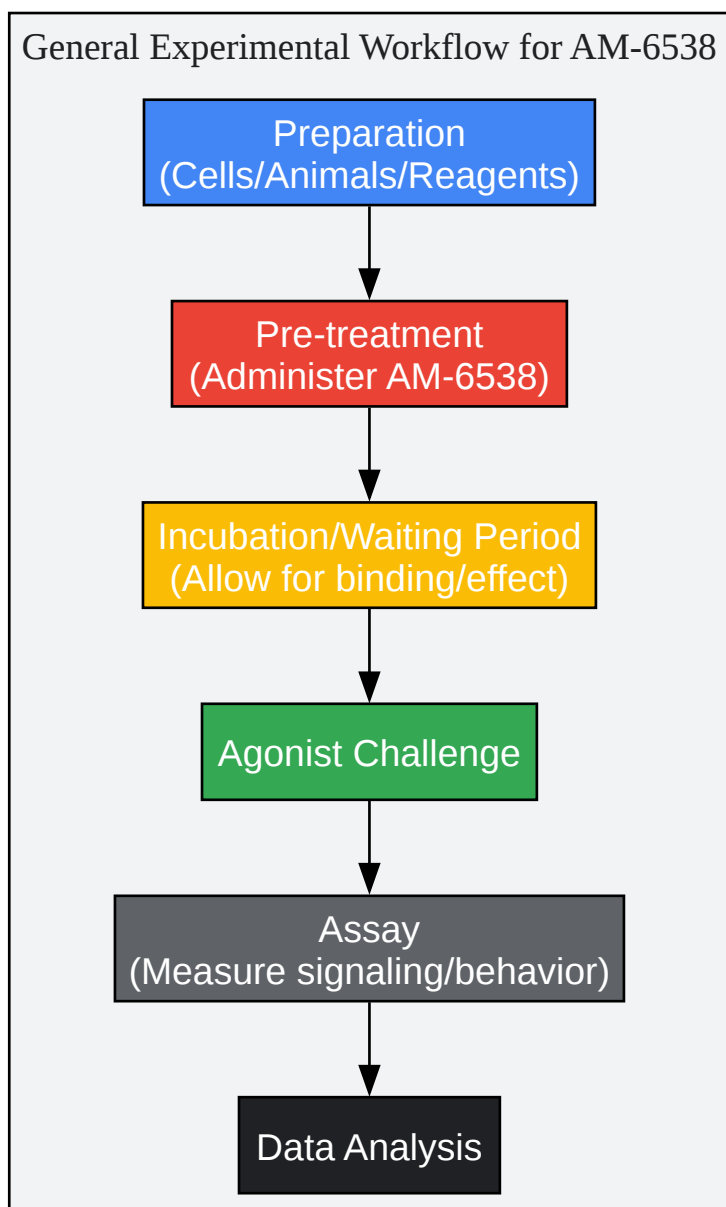 General Experimental Workflow for AM-6538
Preparation
(Cells/Animals/Reagents)
Pre-treatment
(Administer AM-6538)
Incubation/Waiting Period
(Allow for binding/effect)
Agonist Challenge
Assay
(Measure signaling/behavior)
Data Analysis